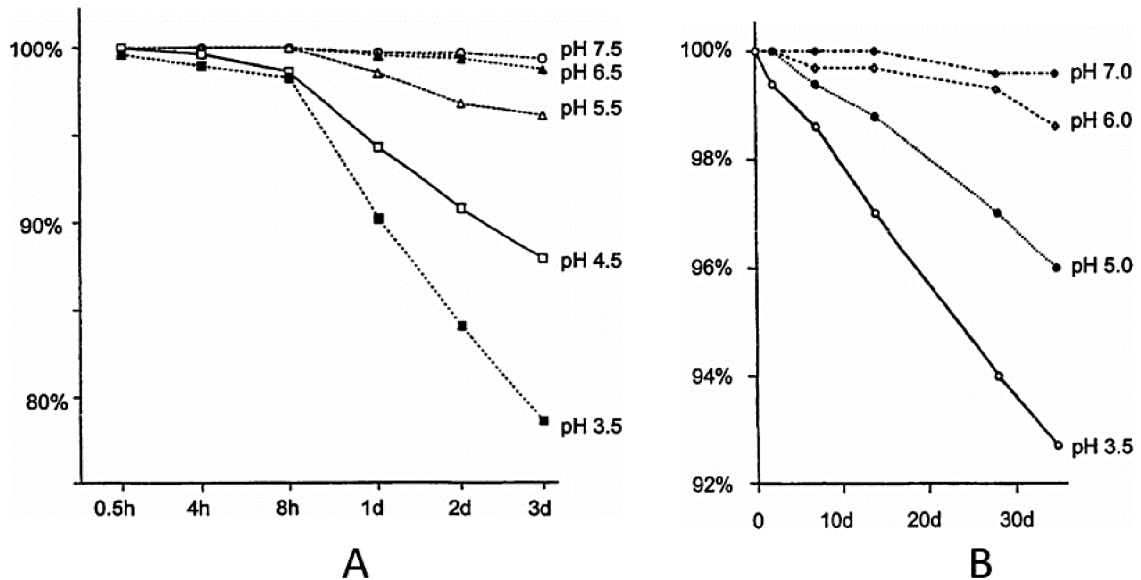 100%
90%
80%
pH 7.5
pH 6.5
pH 5.5
pH 4.5
pH 3.5
0.5h 4h 8h 1d 2d 3d
A
100%
98%
96%
94%
92%
pH 7.0
pH 6.0
pH 5.0
pH 3.5
0 10d 20d 30d
B